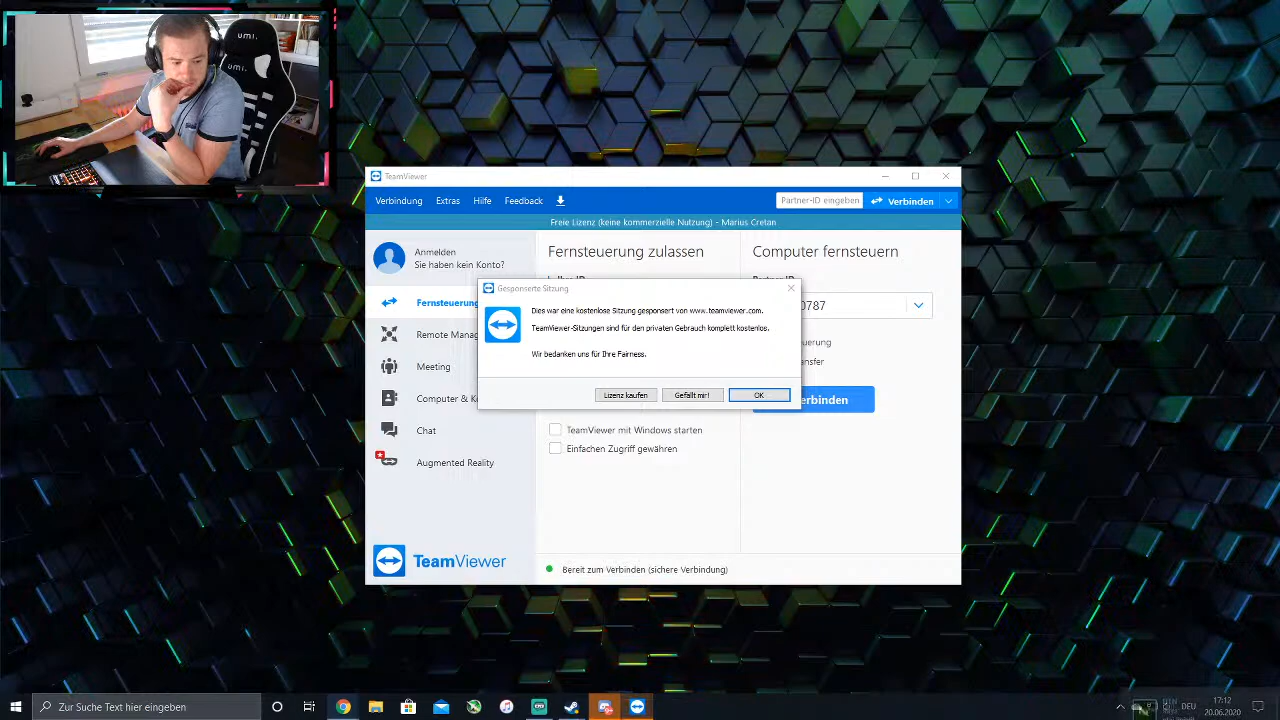 umi.
umi.
TeamViewer
Verbindung Extras Hilfe Feedback
Partner-ID eingeben Verbinden
Freie Lizenz (keine kommerzielle Nutzung) - Marius Cretan
Anmelden
Sie haben kein Konto?
Fernsteuerung zulassen
Computer fernsteuern
Fernsteuerung
Remote Manag
Meeting
Computer & Ko
Chat
Augmented Reality
TeamViewer
Gesponserte Sitzung
Dies war eine kostenlose Sitzung gesponsert von www.teamviewer.com.
TeamViewer-Sitzungen sind für den privaten Gebrauch komplett kostenlos.
Wir bedanken uns für Ihre Fairness.
Lizenz kaufen Gefällt mir! OK
0787
uerung
nsfer
erbinden
TeamViewer mit Windows starten
Einfachen Zugriff gewähren
Bereit zum Verbinden (sichere Verbindung)
Zur Suche Text hier eingeben
DEU
17:12
20.06.2020